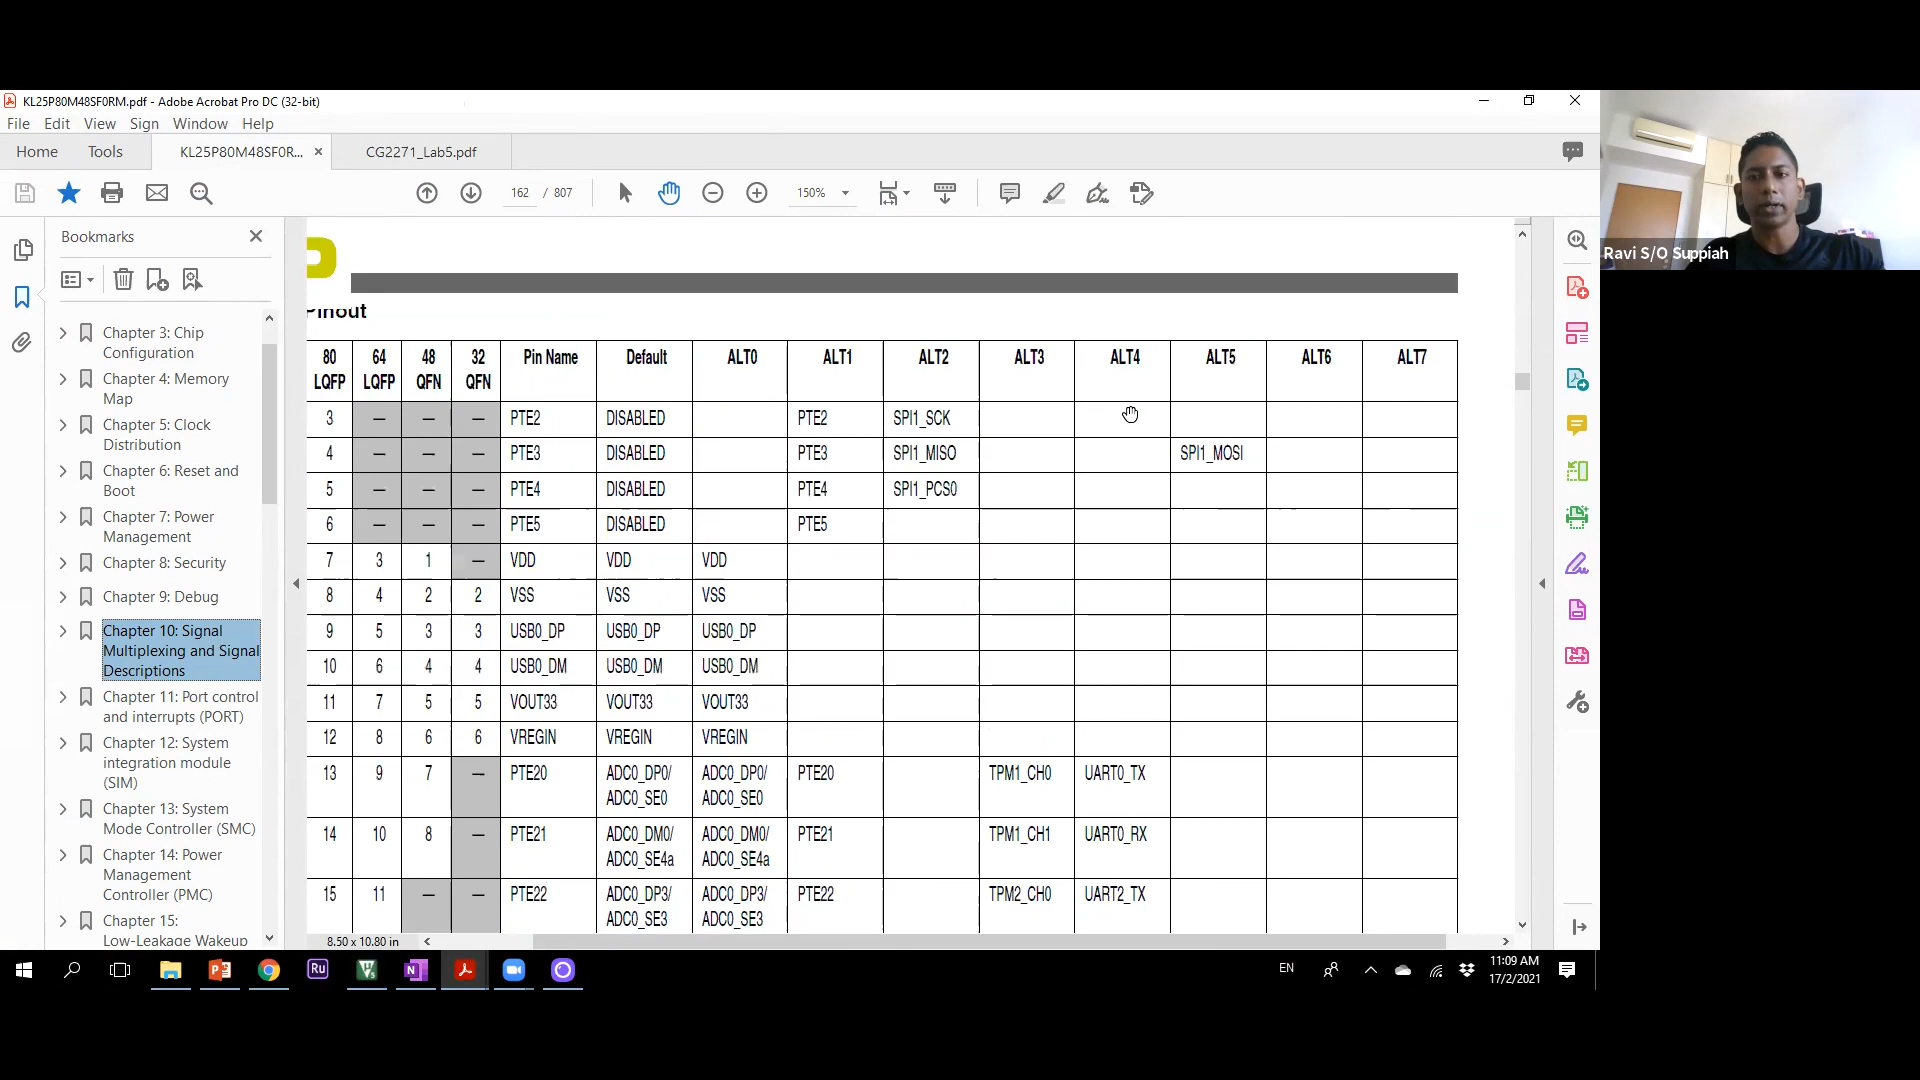 KL25P80M48SF0RM.pdf - Adobe Acrobat Pro DC (32-bit)
File Edit View Sign Window Help
Home Tools KL25P80M48SF0R... × CG2271_Lab5.pdf
162 / 807 150%
Bookmarks
Chapter 3: Chip
Configuration
Chapter 4: Memory
Map
Chapter 5: Clock
Distribution
Chapter 6: Reset and
Boot
Chapter 7: Power
Management
Chapter 8: Security
Chapter 9: Debug
Chapter 10: Signal
Multiplexing and Signal
Descriptions
Chapter 11: Port control
and interrupts (PORT)
Chapter 12: System
integration module
(SIM)
Chapter 13: System
Mode Controller (SMC)
Chapter 14: Power
Management
Controller (PMC)
Chapter 15:
Low-Leakage Wakeup
Pinout
80 LQFP 64 LQFP 48 QFN 32 QFN Pin Name Default ALT0 ALT1 ALT2 ALT3 ALT4 ALT5 ALT6 ALT7
3 — — — PTE2 DISABLED PTE2 SPI1_SCK
4 — — — PTE3 DISABLED PTE3 SPI1_MISO SPI1_MOSI
5 — — — PTE4 DISABLED PTE4 SPI1_PCS0
6 — — — PTE5 DISABLED PTE5
7 3 1 — VDD VDD VDD
8 4 2 2 VSS VSS VSS
9 5 3 3 USB0_DP USB0_DP USB0_DP
10 6 4 4 USB0_DM USB0_DM USB0_DM
11 7 5 5 VOUT33 VOUT33 VOUT33
12 8 6 6 VREGIN VREGIN VREGIN
13 9 7 — PTE20 ADC0_DP0/ ADC0_SE0 ADC0_DP0/ ADC0_SE0 PTE20 TPM1_CH0 UART0_TX
14 10 8 — PTE21 ADC0_DM0/ ADC0_SE4a ADC0_DM0/ ADC0_SE4a PTE21 TPM1_CH1 UART0_RX
15 11 — — PTE22 ADC0_DP3/ ADC0_SE3 ADC0_DP3/ ADC0_SE3 PTE22 TPM2_CH0 UART2_TX
8.50 x 10.80 in
Ravi S/O Suppiah
Ru
EN
11:09 AM
17/2/2021